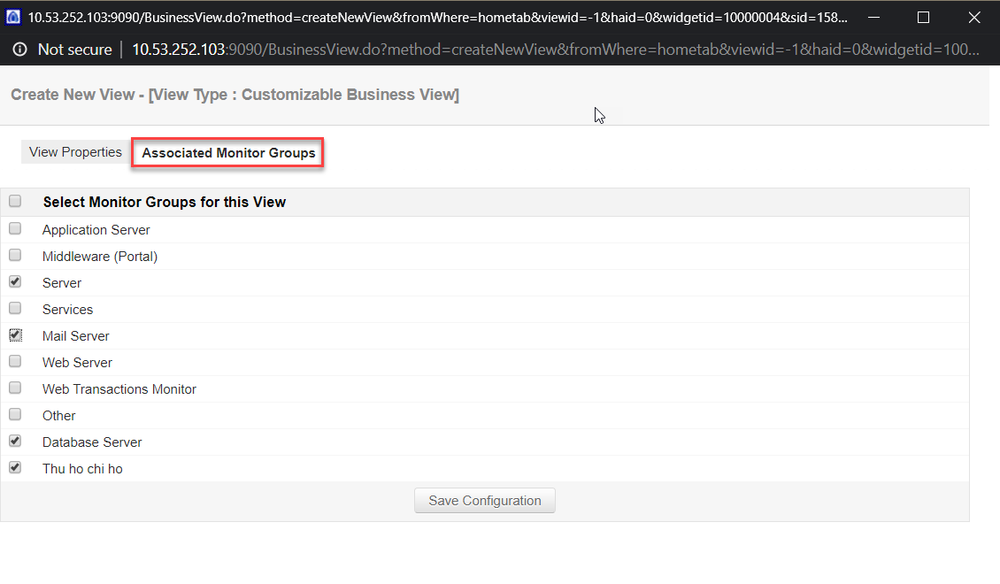 10.53.252.103:9090/BusinessView.do?method=createNewView&fromWhere=hometab&viewid=-1&haid=0&widgetid=10000004&sid=158...
Not secure | 10.53.252.103:9090/BusinessView.do?method=createNewView&fromWhere=hometab&viewid=-1&haid=0&widgetid=100...
Create New View - [View Type : Customizable Business View]
View Properties Associated Monitor Groups
Select Monitor Groups for this View
Application Server
Middleware (Portal)
Server
Services
Mail Server
Web Server
Web Transactions Monitor
Other
Database Server
Thu ho chi ho
Save Configuration